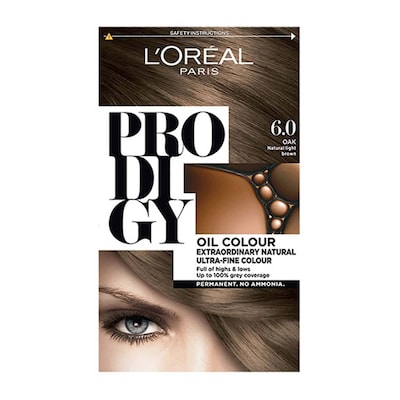 SAFETY INSTRUCTIONS
L'ORÉAL
PARIS
PRO
DI
GY
6.0
OAK
Natural light
brown
OIL COLOUR
EXTRAORDINARY NATURAL
ULTRA-FINE COLOUR
Full of highs & lows
Up to 100% grey coverage
PERMANENT. NO AMMONIA.